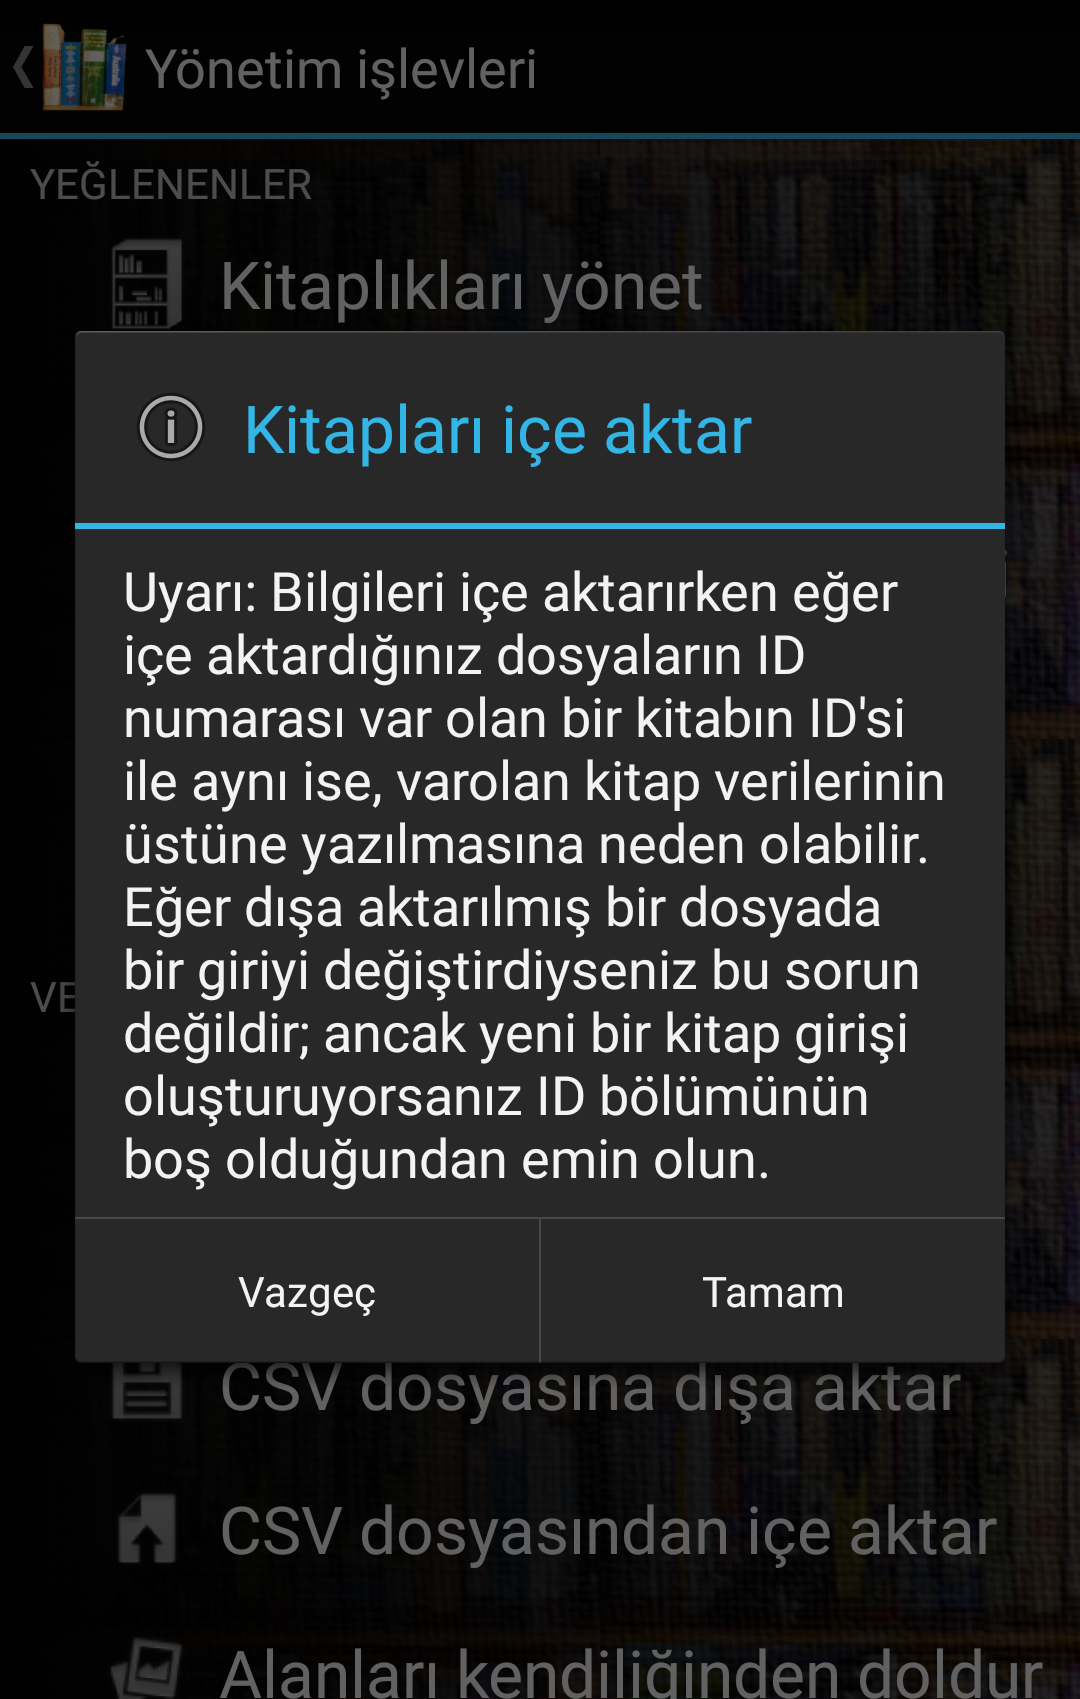 Yönetim işlevleri
YEĞLENENLER
Kitaplıkları yönet
Kitapları içe aktar
Uyarı: Bilgileri içe aktarırken eğer
içe aktardığınız dosyaların ID
numarası var olan bir kitabın ID'si
ile aynı ise, varolan kitap verilerinin
üstüne yazılmasına neden olabilir.
Eğer dışa aktarılmış bir dosyada
bir giriyi değiştirdiyseniz bu sorun
değildir; ancak yeni bir kitap girişi
oluşturuyorsanız ID bölümünün
boş olduğundan emin olun.
Vazgeç
Tamam
CSV dosyasına dışa aktar
CSV dosyasından içe aktar
Alanları kendiliğinden doldur